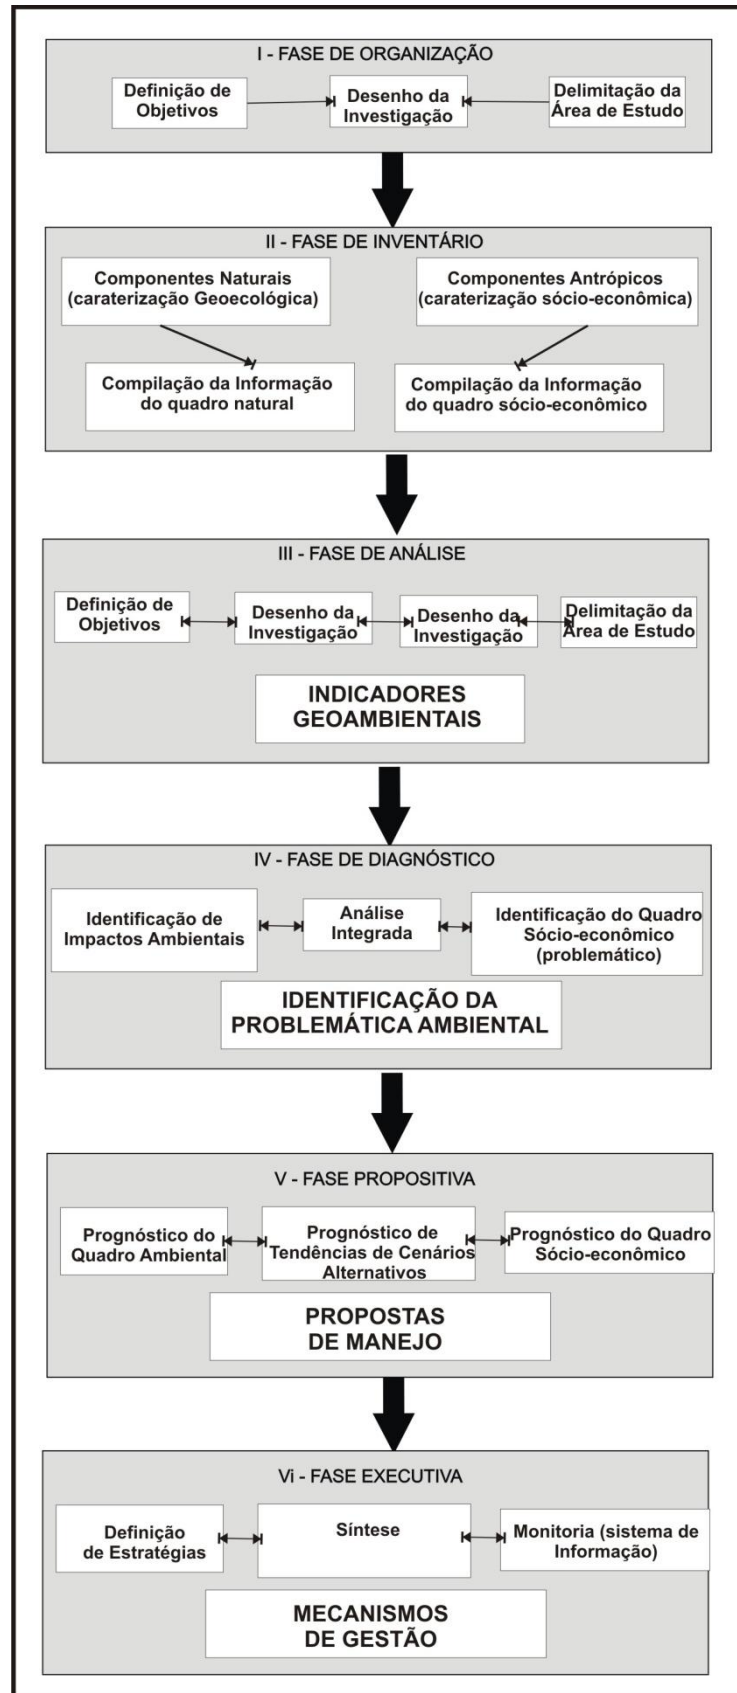 I - FASE DE ORGANIZAÇÃO
Definição de
Objetivos
Desenho da
Investigação
Delimitação da
Área de Estudo
II - FASE DE INVENTÁRIO
Componentes Naturais
(caraterização Geoecológica)
Componentes Antrópicos
(caraterização sócio-econômica)
Compilação da Informação
do quadro natural
Compilação da Informação
do quadro sócio-econômico
III - FASE DE ANÁLISE
Definição de
Objetivos
Desenho da
Investigação
Desenho da
Investigação
Delimitação da
Área de Estudo
INDICADORES
GEOAMBIENTAIS
IV - FASE DE DIAGNÓSTICO
Identificação de
Impactos Ambientais
Análise
Integrada
Identificação do Quadro
Sócio-econômico
(problemático)
IDENTIFICAÇÃO DA
PROBLEMÁTICA AMBIENTAL
V - FASE PROPOSITIVA
Prognóstico do
Quadro Ambiental
Prognóstico de
Tendências de Cenários
Alternativos
Prognóstico do Quadro
Sócio-econômico
PROPOSTAS
DE MANEJO
Vi - FASE EXECUTIVA
Definição
de Estratégias
Síntese
Monitoria (sistema de
Informação)
MECANISMOS
DE GESTÃO